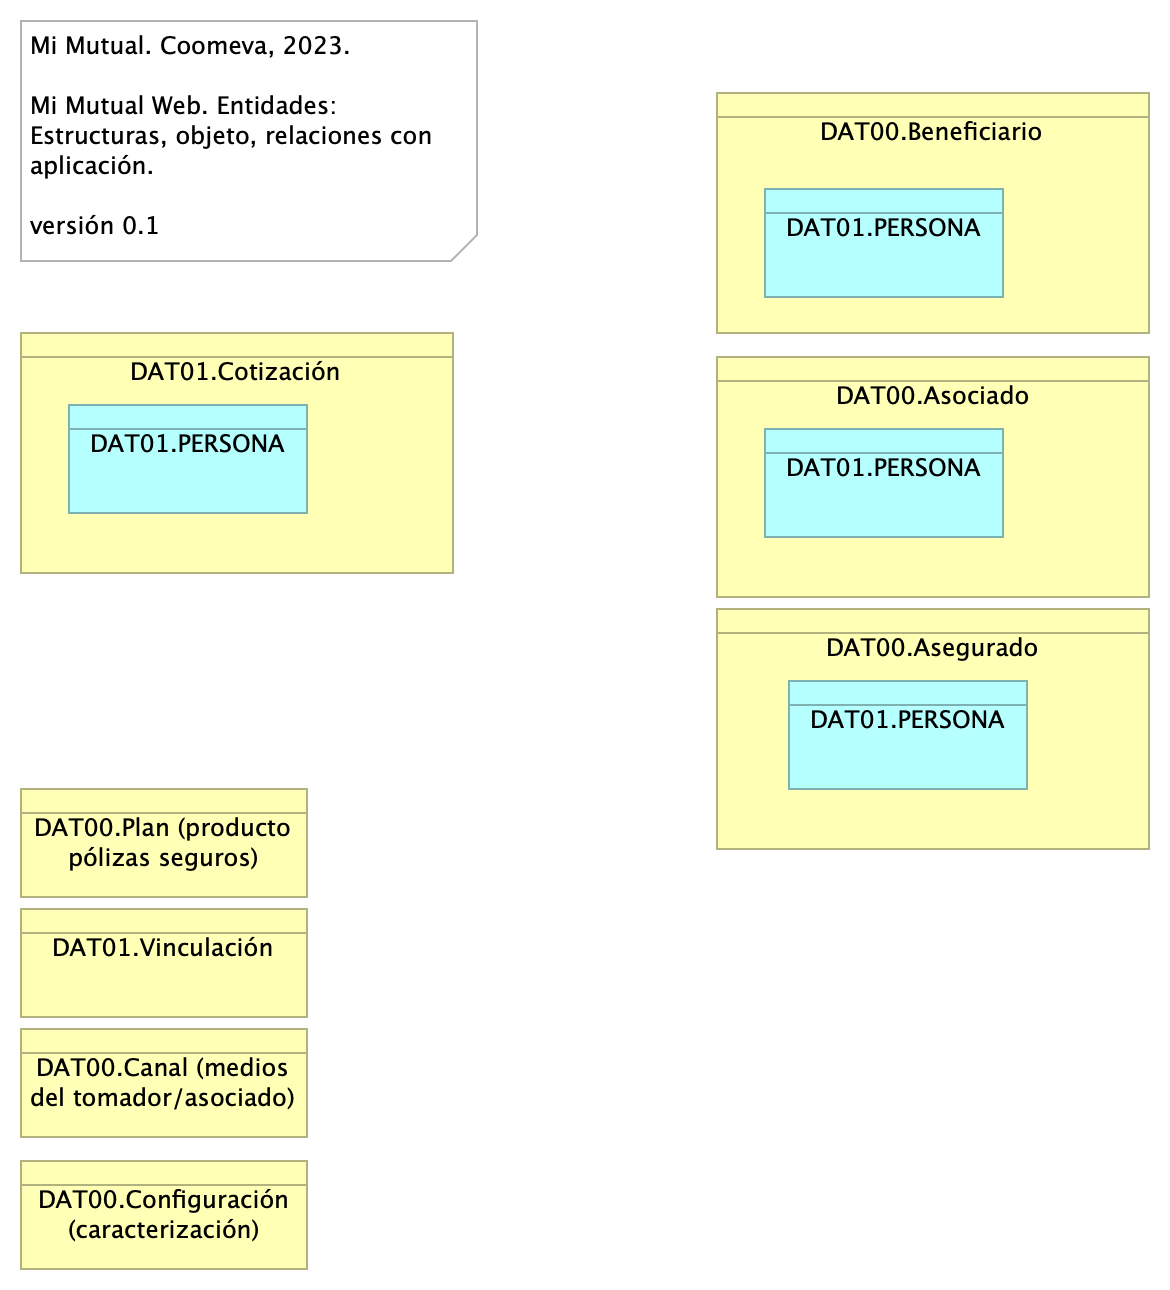 Mi Mutual. Coomeva, 2023.
Mi Mutual Web. Entidades:
Estructuras, objeto, relaciones con
aplicación.
versión 0.1
DAT01.Cotización
DAT01.PERSONA
DAT00.Plan (producto
pólizas seguros)
DAT01.Vinculación
DAT00.Canal (medios
del tomador/asociado)
DAT00.Configuración
(caracterización)
DAT00.Beneficiario
DAT01.PERSONA
DAT00.Asociado
DAT01.PERSONA
DAT00.Asegurado
DAT01.PERSONA